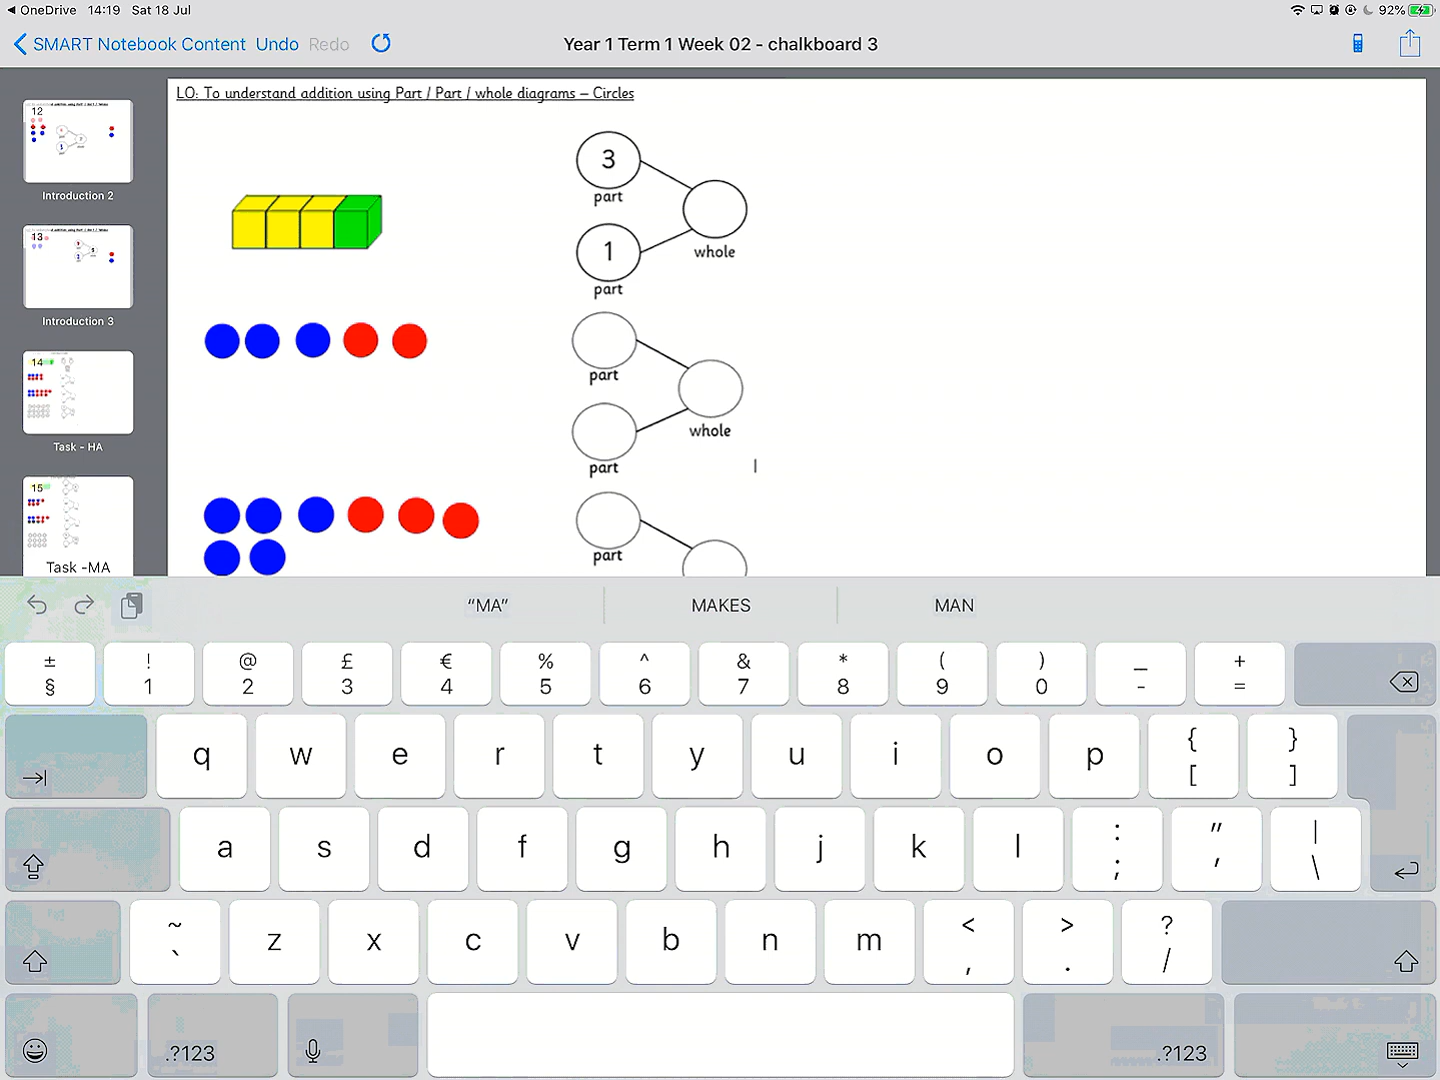 OneDrive 14:19 Sat 18 Jul 92%
SMART Notebook Content Undo Redo Year 1 Term 1 Week 02 - chalkboard 3
12
Introduction 2
13
Introduction 3
14
Task - HA
15
Task -MA
LO: To understand addition using Part / Part / whole diagrams – Circles
3
part
1
whole
part
part
whole
part
part
“MA” MAKES MAN
± ! @ £ € % ^ & * ( ) _ +
§ 1 2 3 4 5 6 7 8 9 0 - =
q w e r t y u i o p { }
[ ]
a s d f g h j k l : " |
; ' \
~ z x c v b n m < > ?
` , . /
.?123 .?123